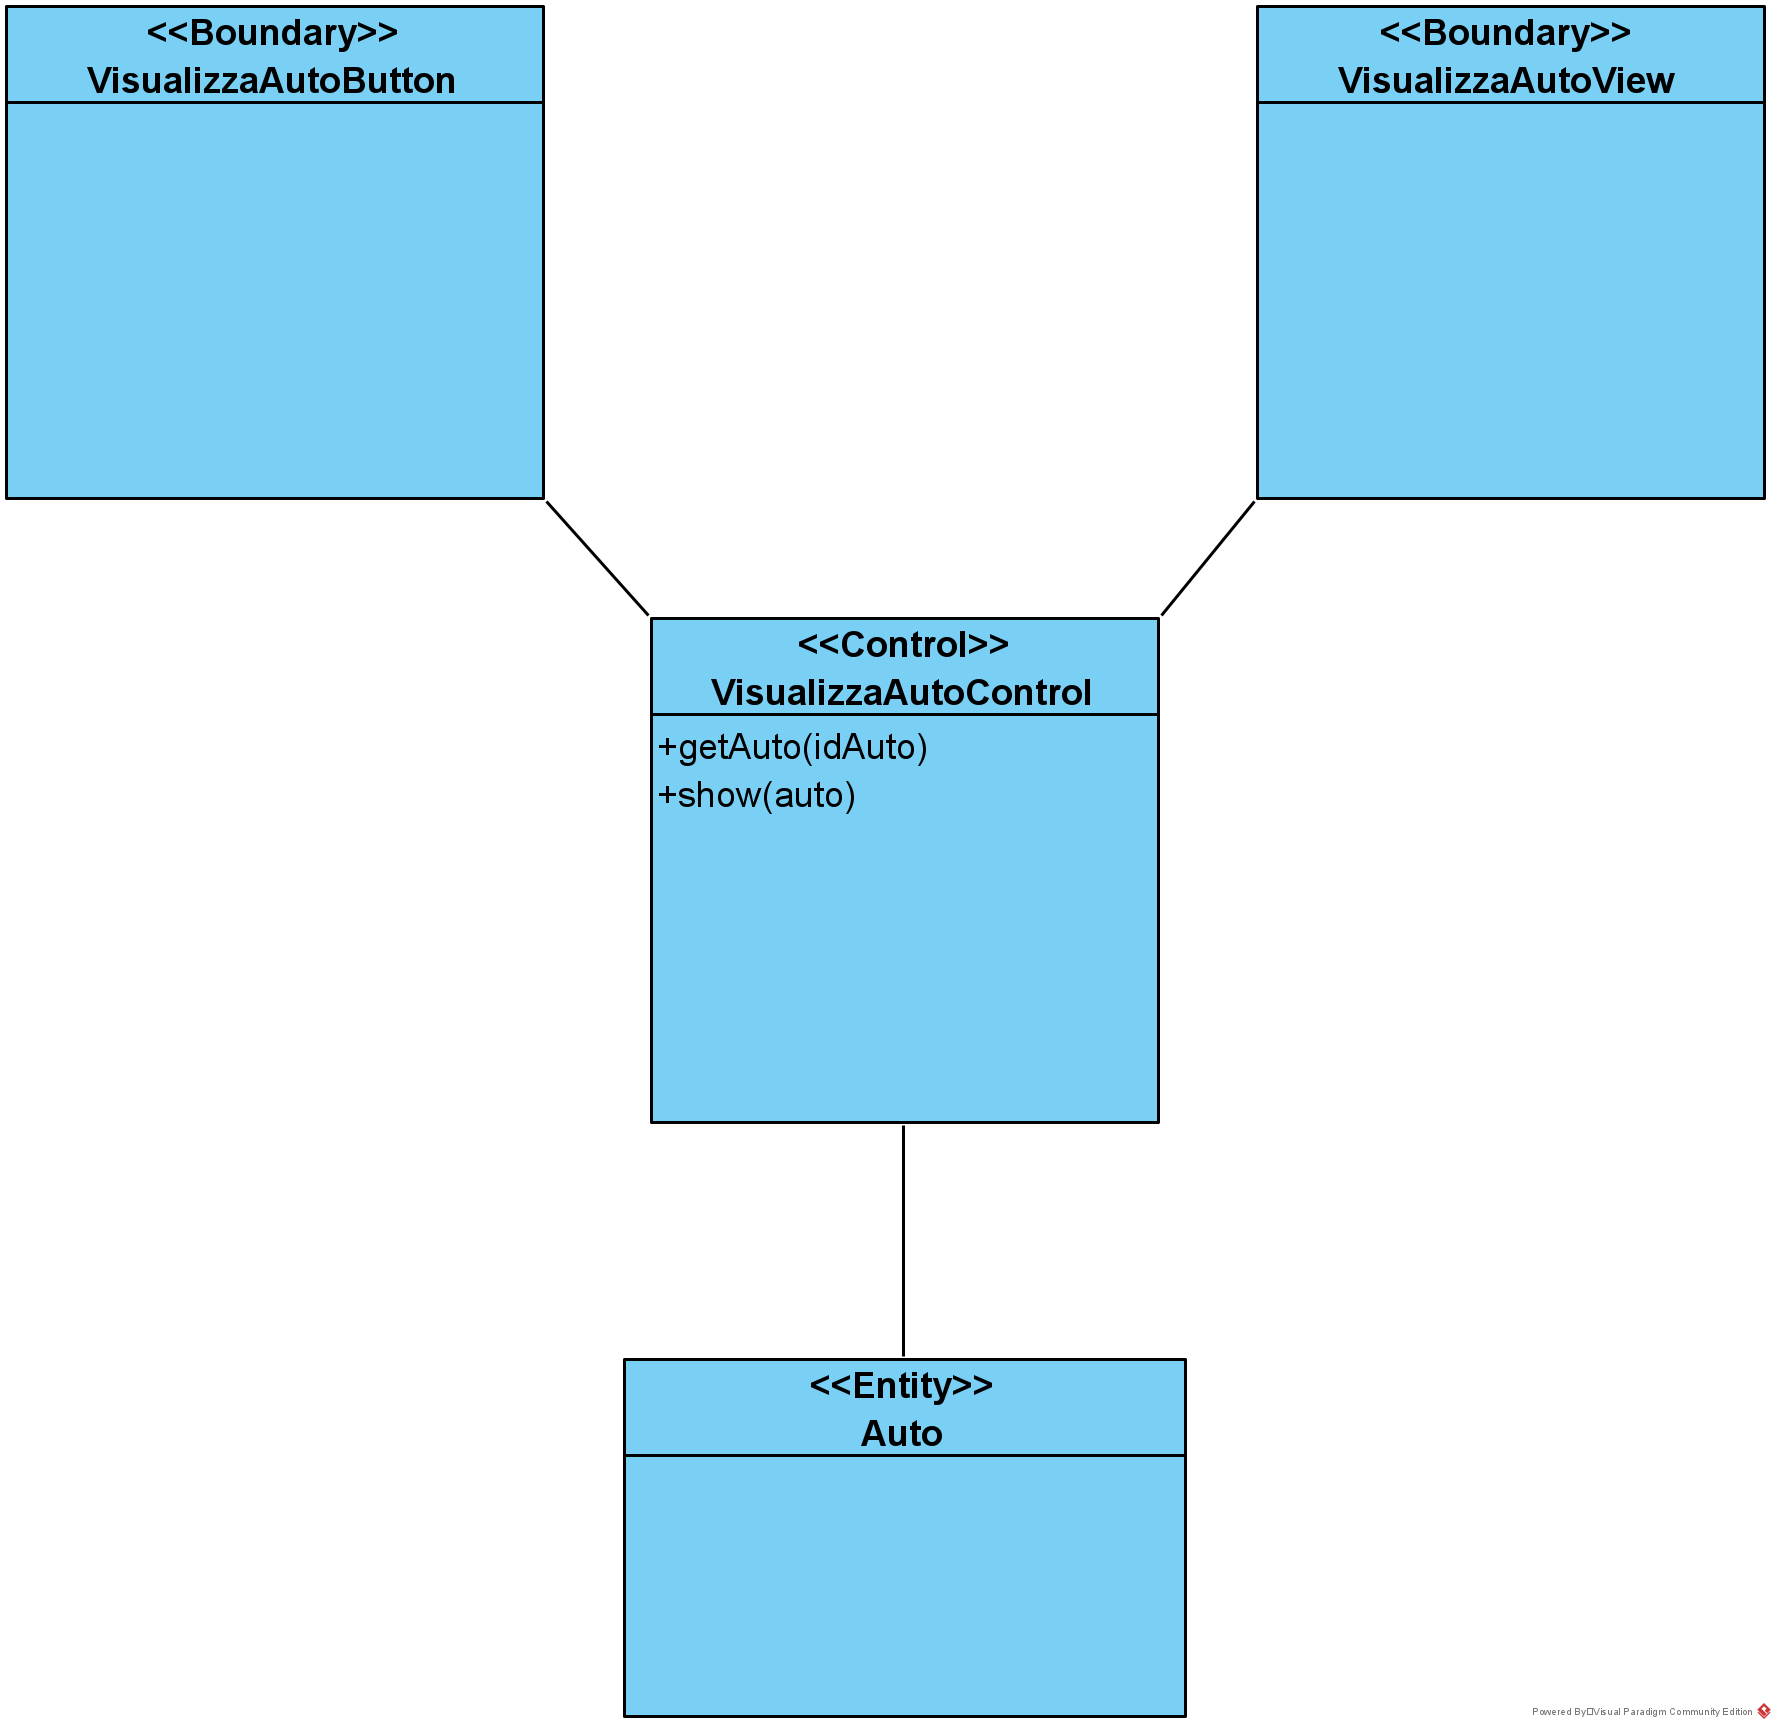 <<Boundary>>
VisualizzaAutoButton
<<Boundary>>
VisualizzaAutoView
<<Control>>
VisualizzaAutoControl
+getAuto(idAuto)
+show(auto)
<<Entity>>
Auto
Powered By□Visual Paradigm Community Edition